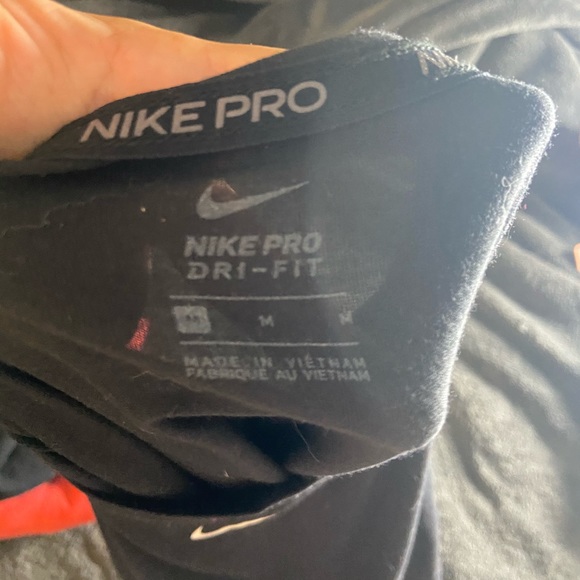 NIKE PRO
NIKE PRO
DRI-FIT
M M M
MADE IN VIETNAM
FABRIQUE AU VIETNAM